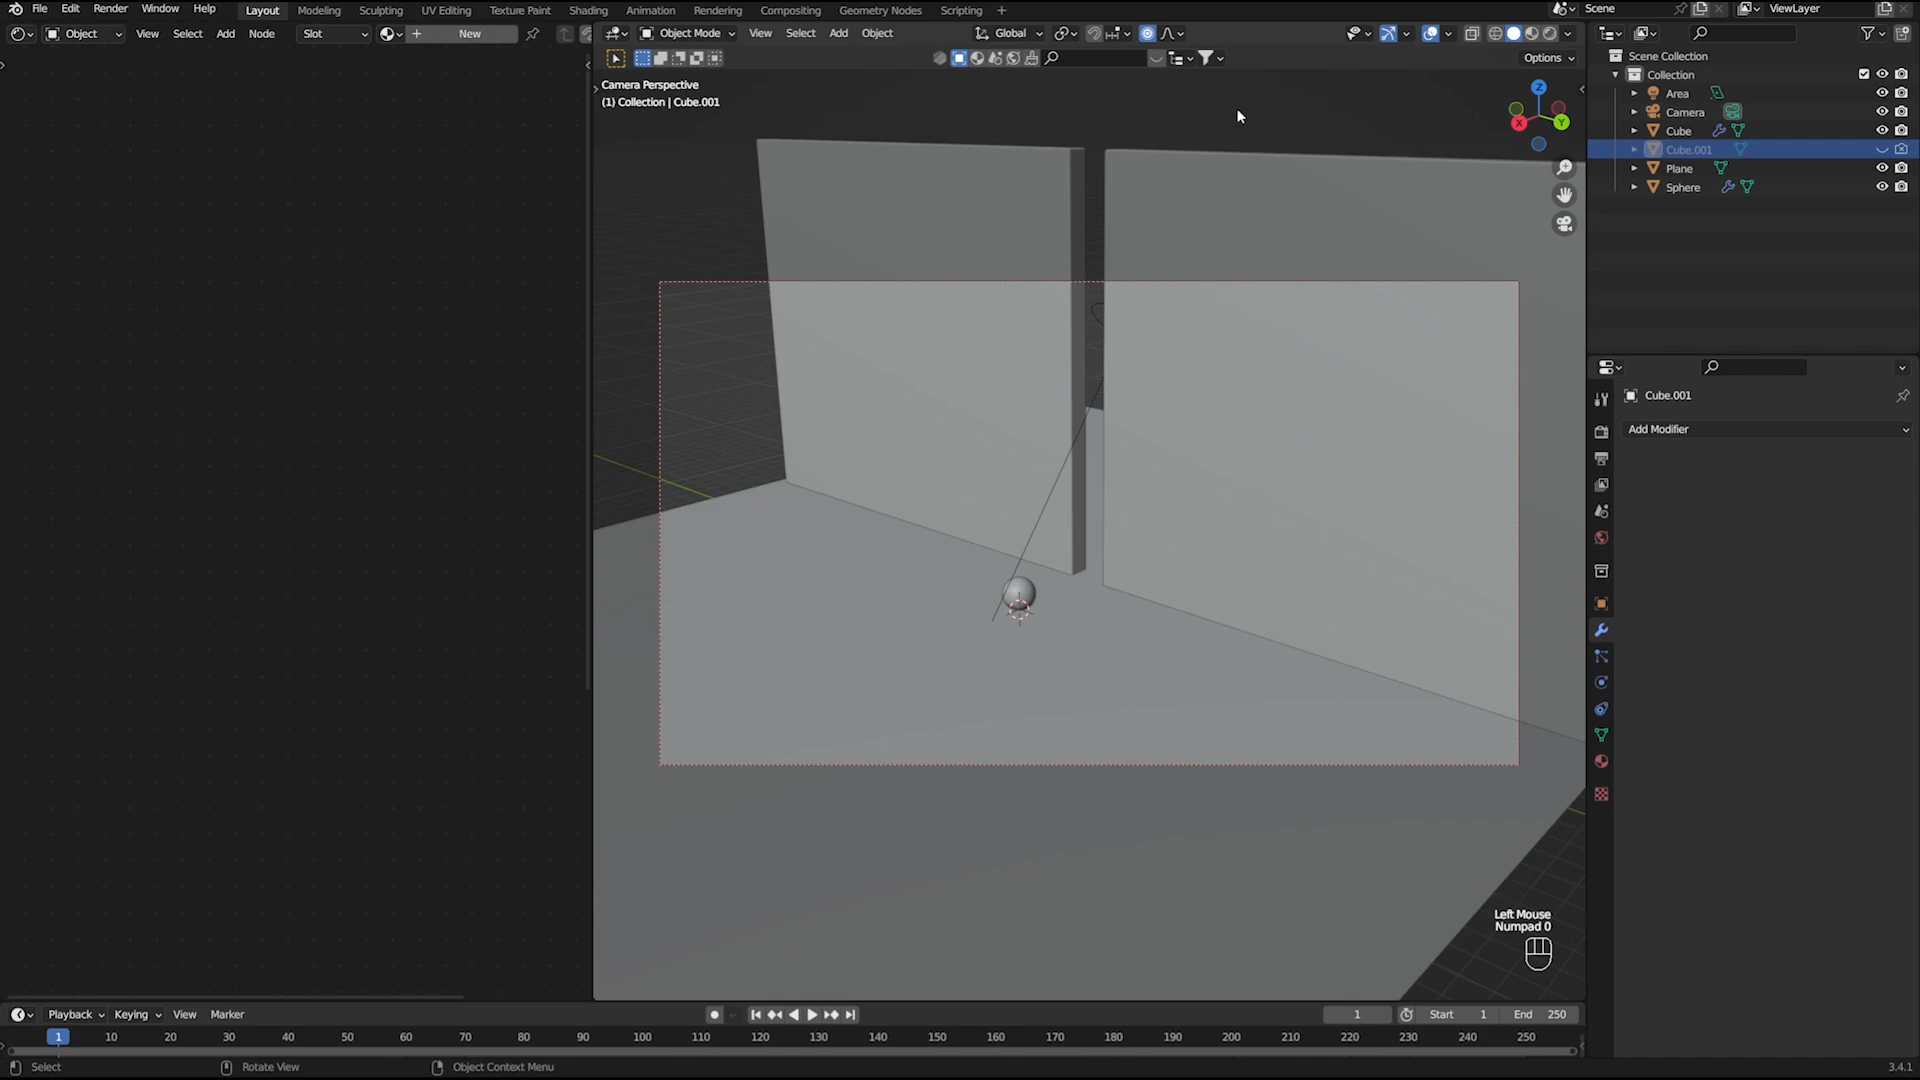 File Edit Render Window Help Layout Modeling Sculpting UV Editing Texture Paint Shading Animation Rendering Compositing Geometry Nodes Scripting + Scene ViewLayer
Object View Select Add Node Slot New Object Mode View Select Add Object Global
Options
Camera Perspective
(1) Collection | Cube.001
Z
X
Y
Scene Collection
Collection
Area
Camera
Cube
Cube.001
Plane
Sphere
Cube.001
Add Modifier
Left Mouse
Numpad 0
Playback Keying View Marker 1 Start 1 End 250
1 10 20 30 40 50 60 70 80 90 100 110 120 130 140 150 160 170 180 190 200 210 220 230 240 250
Select Rotate View Object Context Menu 3.4.1